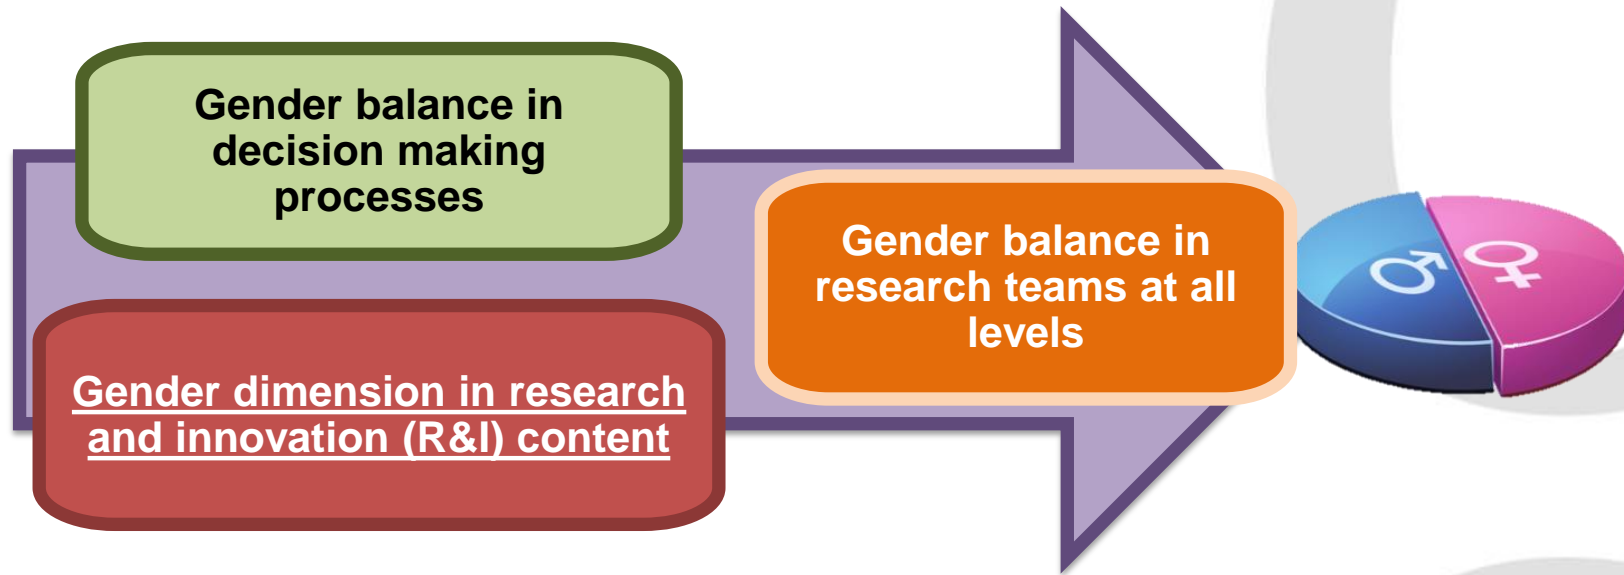 Gender balance in
decision making
processes
Gender balance in
research teams at all
levels
Gender dimension in research
and innovation (R&I) content